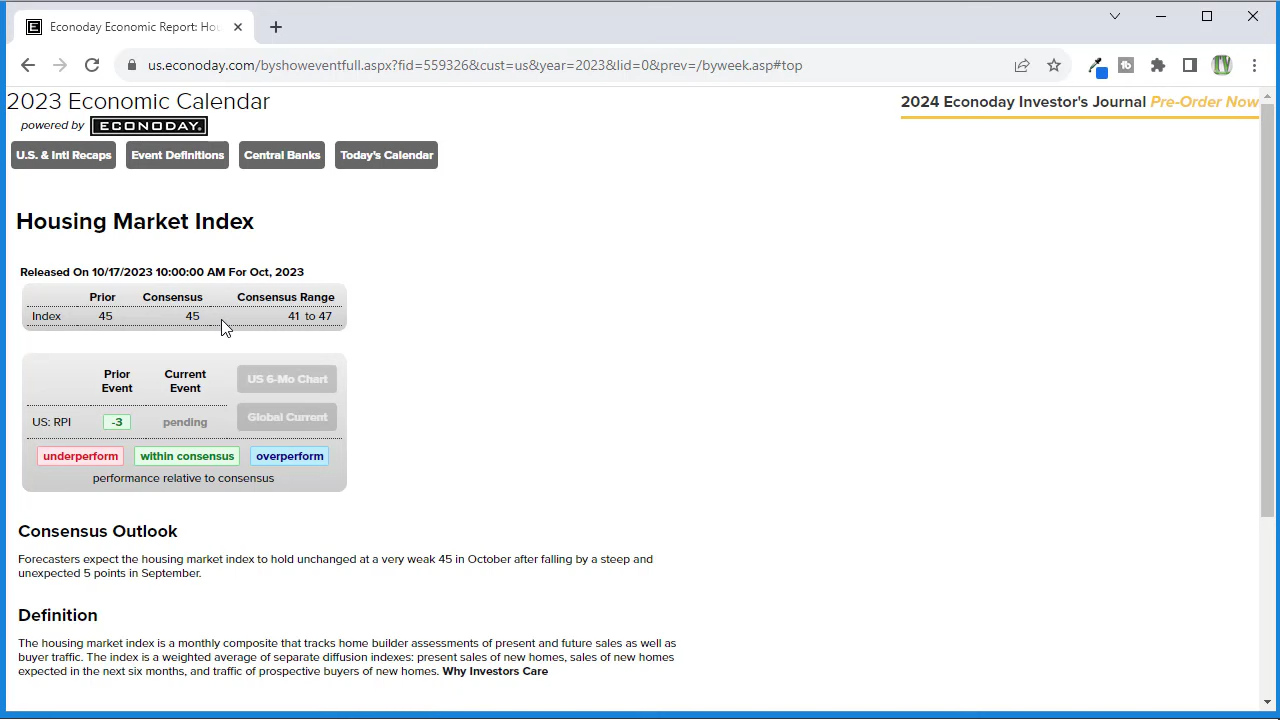 Econoday Economic Report: Ho
us.econoday.com/byshoweventfull.aspx?fid=559326&cust=us&year=2023&lid=0&prev=/byweek.asp#top
2023 Economic Calendar
2024 Econoday Investor's Journal Pre-Order Now
powered by ECONODAY
U.S. & Intl Recaps Event Definitions Central Banks Today's Calendar
Housing Market Index
Released On 10/17/2023 10:00:00 AM For Oct, 2023
Prior Consensus Consensus Range
Index 45 45 41 to 47
Prior Event Current Event US 6-Mo Chart
Global Current
US: RPI -3 pending
underperform within consensus overperform
performance relative to consensus
Consensus Outlook
Forecasters expect the housing market index to hold unchanged at a very weak 45 in October after falling by a steep and
unexpected 5 points in September.
Definition
The housing market index is a monthly composite that tracks home builder assessments of present and future sales as well as
buyer traffic. The index is a weighted average of separate diffusion indexes: present sales of new homes, sales of new homes
expected in the next six months, and traffic of prospective buyers of new homes. Why Investors Care